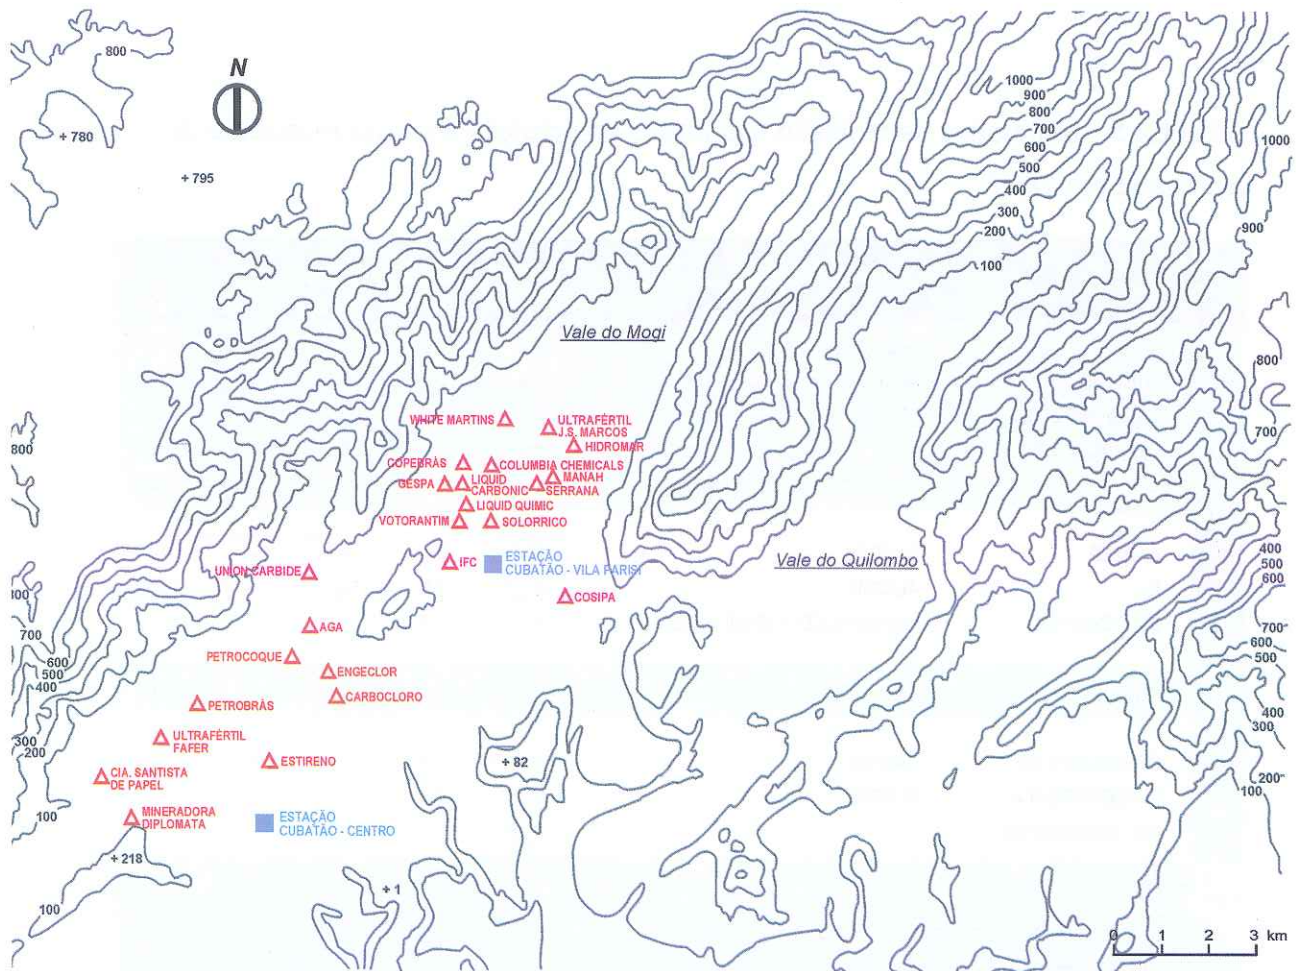 800
N
+ 780
+ 795
1000
900
800
700
600
500
400
300
200
100
1000
900
800
700
Vale do Mogi
WHITE MARTINS
ULTRAFÉRTIL
J.S. MARCOS
HIDROMAR
COPEBRÁS
COLUMBIA CHEMICALS
GESPA
LIQUID
CARBONIC
MANAH
SERRANA
LIQUID QUIMIC
VOTORANTIM
SOLORRICO
800
IFC
ESTAÇÃO
CUBATÃO - VILA PARISI
Vale do Quilombo
UNION CARBIDE
COSIPA
400
500
600
AGA
700
600
500
400
PETROCOQUE
ENGECLOR
CARBOCLORO
PETROBRÁS
700
600
500
400
300
200
100
ULTRAFÉRTIL
FAFER
300
200
ESTIRENO
+ 82
CIA. SANTISTA
DE PAPEL
100
MINERADORA
DIPLOMATA
ESTAÇÃO
CUBATÃO - CENTRO
+ 218
+ 1
100
0 1 2 3 km